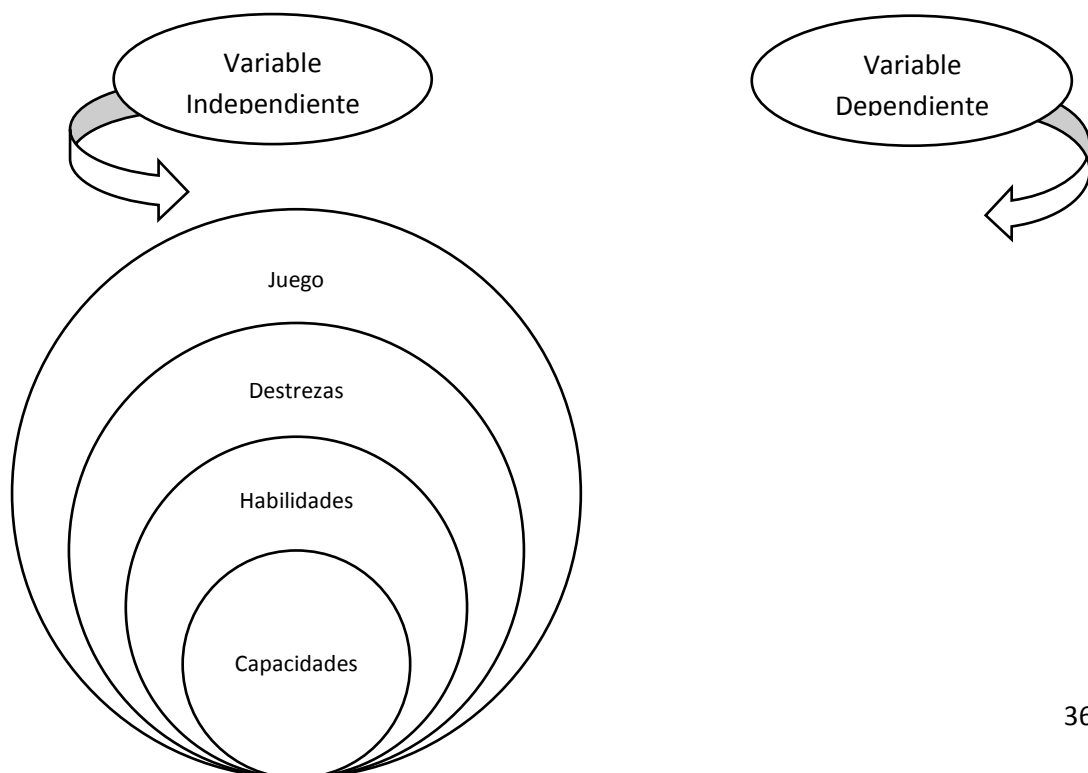 Variable
Independiente
Variable
Dependiente
Juego
Destrezas
Habilidades
Capacidades
36